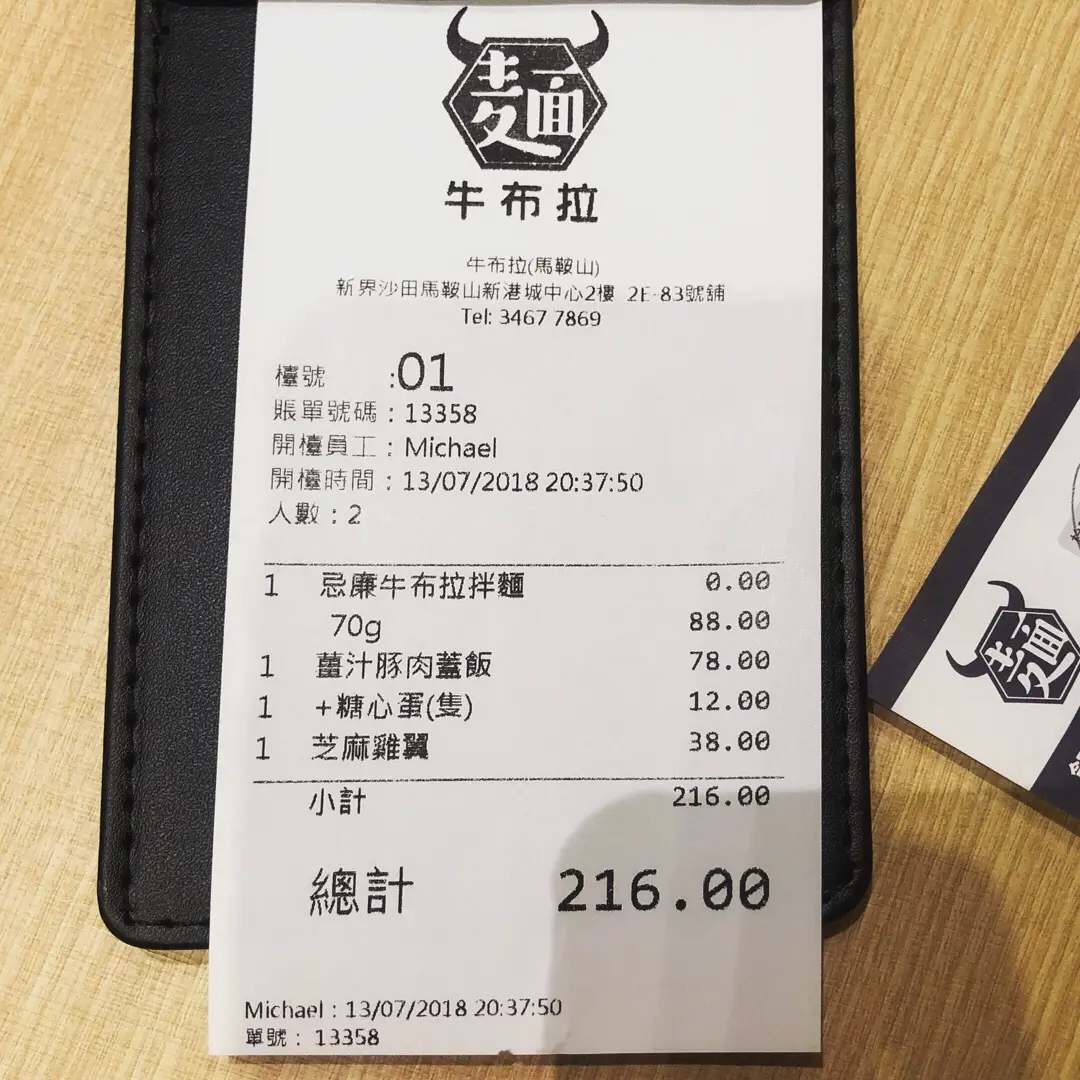 麵
牛布拉
牛布拉(馬鞍山)
新界沙田馬鞍山新港城中心2樓 2E-83號舖
Tel: 3467 7869
檯號 :01
賬單號碼 : 13358
開檯員工 : Michael
開檯時間 : 13/07/2018 20:37:50
人數 : 2
1 忌廉牛布拉拌麵 0.00
70g 88.00
1 薑汁豚肉蓋飯 78.00
1 +糖心蛋(隻) 12.00
1 芝麻雞翼 38.00
小計 216.00
總計 216.00
Michael : 13/07/2018 20:37:50
單號 : 13358
麵